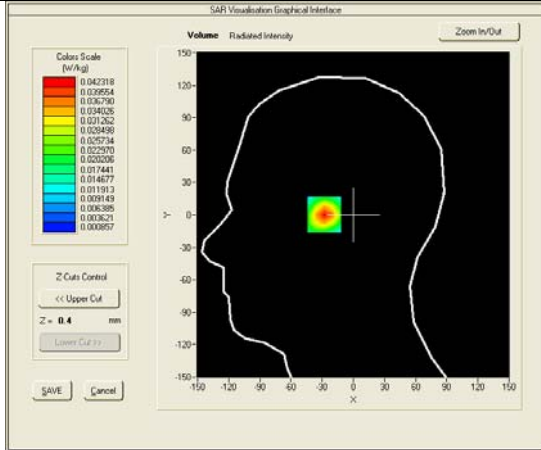 SAR Visualisation Graphical Interface
Volume Radiated Intensity
Zoom In/Out
Colors Scale
(W/kg)
0.042318
0.039554
0.036790
0.034026
0.031262
0.028498
0.025734
0.022970
0.020206
0.017441
0.014677
0.011913
0.009149
0.006385
0.003621
0.000857
Z Cuts Control
<< Upper Cut
Z = 0.4 mm
Lower Cut >>
SAVE Cancel
150
120
90
60
30
0
-30
-60
-90
-120
-150
Y
-150 -120 -90 -60 -30 0 30 60 90 120 150
X